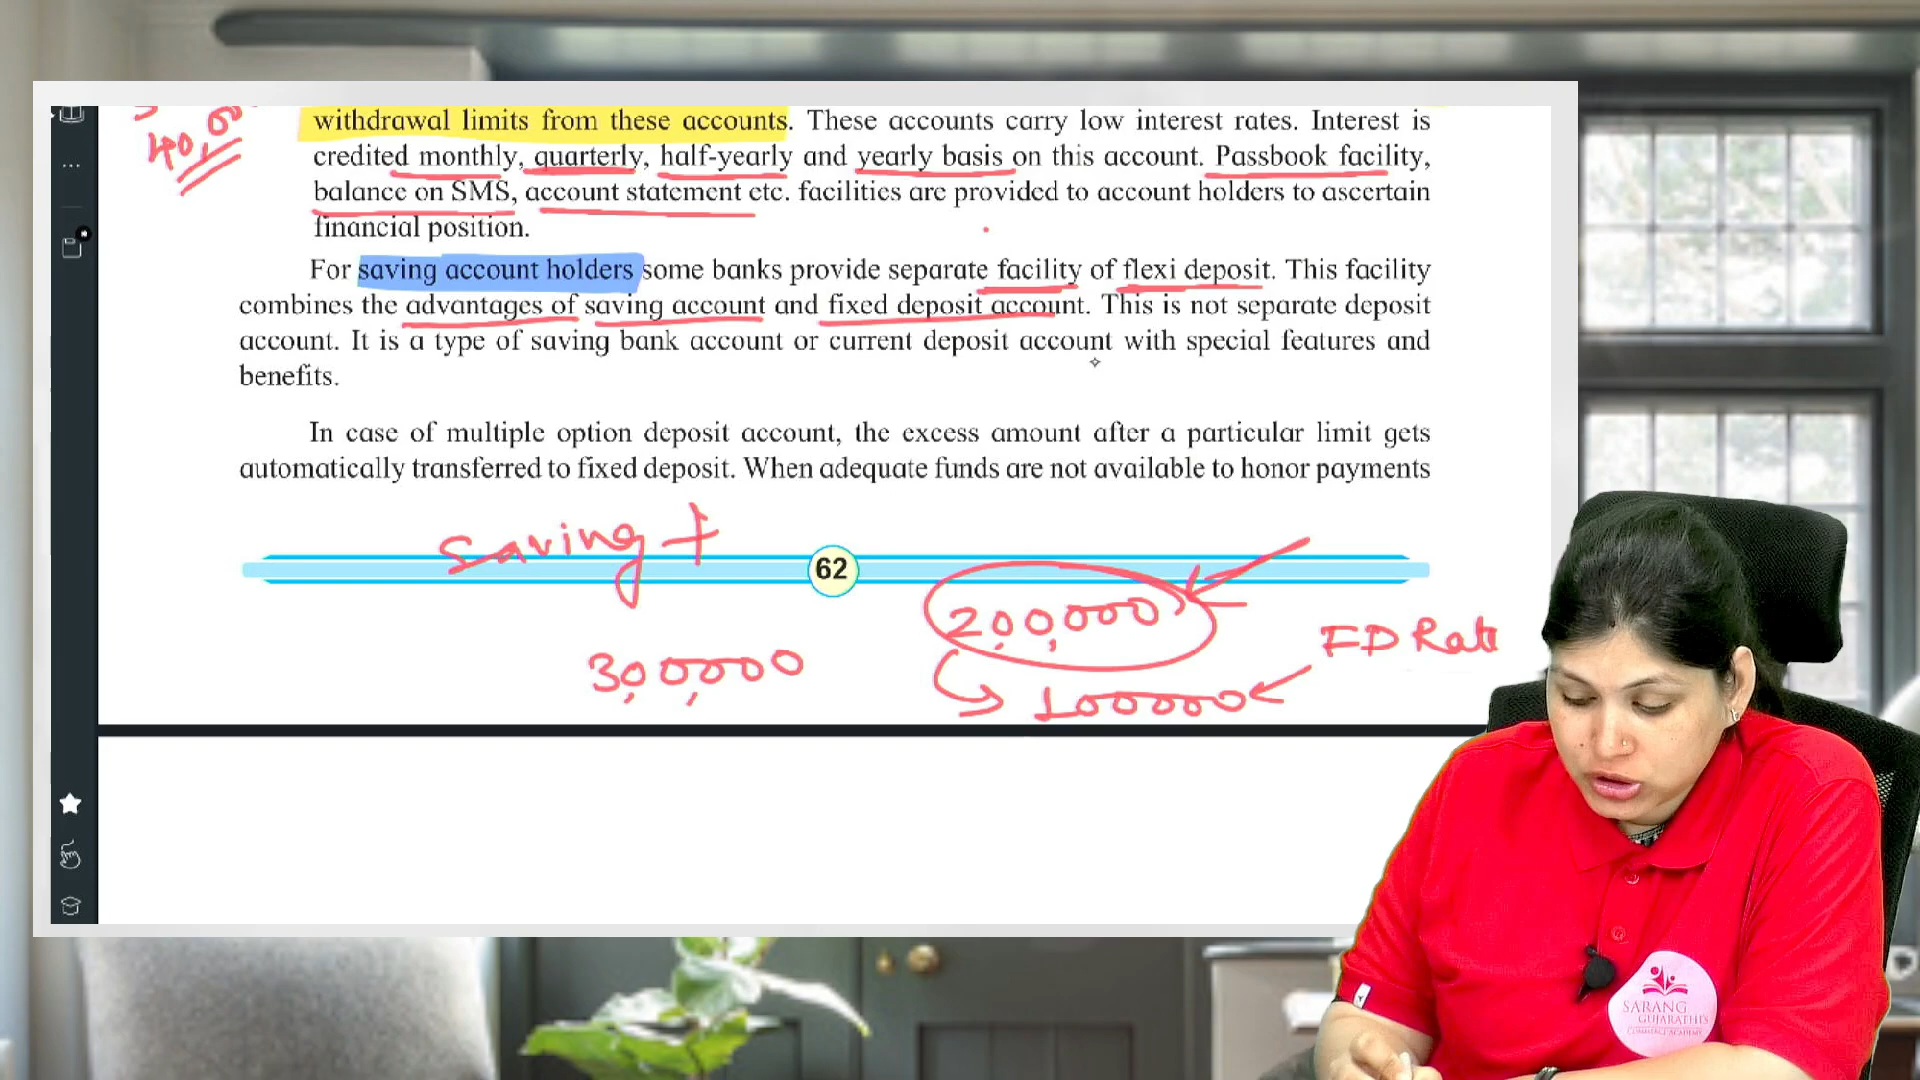 40,00
withdrawal limits from these accounts. These accounts carry low interest rates. Interest is
credited monthly, quarterly, half-yearly and yearly basis on this account. Passbook facility,
balance on SMS, account statement etc. facilities are provided to account holders to ascertain
financial position.
For saving account holders some banks provide separate facility of flexi deposit. This facility
combines the advantages of saving account and fixed deposit account. This is not separate deposit
account. It is a type of saving bank account or current deposit account with special features and
benefits.
In case of multiple option deposit account, the excess amount after a particular limit gets
automatically transferred to fixed deposit. When adequate funds are not available to honor payments
Saving +
62
2,00,000
FD Rate
3,00,000
100000
SARANG
GUJARATHI'S
COMMERCE ACADEMY